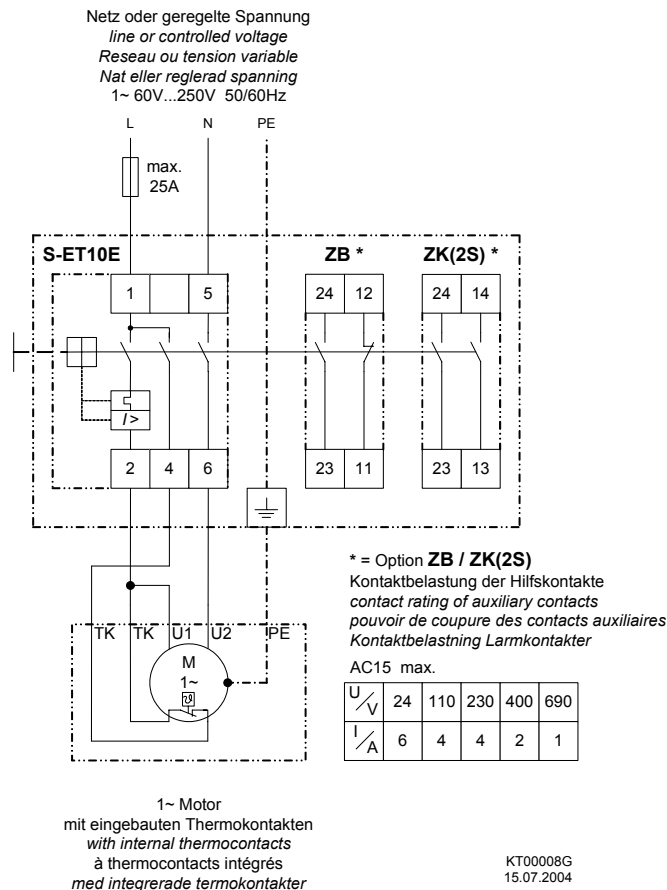 Netz oder geregelte Spannung
line or controlled voltage
Reseau ou tension variable
Nat eller reglerad spanning
1~ 60V...250V 50/60Hz
L N PE
max.
25A
S-ET10E ZB * ZK(2S) *
1 5 24 12 24 14
I >
2 4 6 23 11 23 13
* = Option ZB / ZK(2S)
Kontaktbelastung der Hilfskontakte
contact rating of auxiliary contacts
pouvoir de coupure des contacts auxiliaires
Kontaktbelastning Larmkontakter
TK TK U1 U2 PE
M
1~
ϑ
AC15 max.
U/V 24 110 230 400 690
I/A 6 4 4 2 1
1~ Motor
mit eingebauten Thermokontakten
with internal thermocontacts
à thermocontacts intégrés
med integrerade termokontakter
KT00008G
15.07.2004